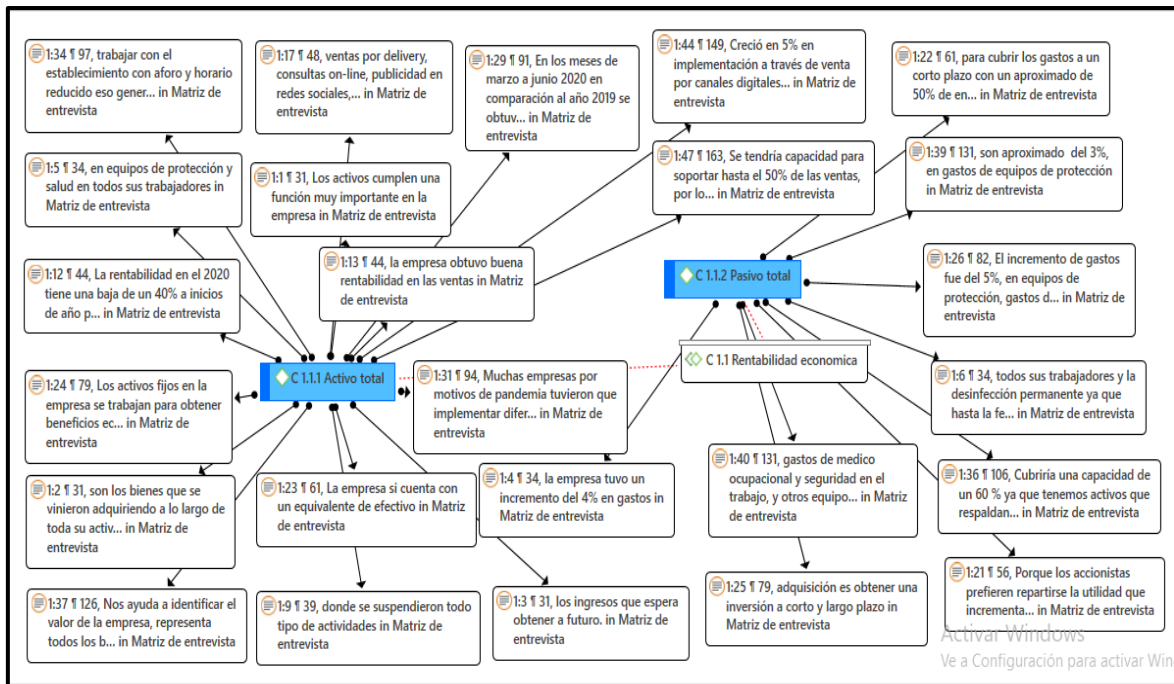 1:34 ¶ 97, trabajar con el
establecimiento con aforo y horario
reducido eso gener... in Matriz de
entrevista
1:17 ¶ 48, ventas por delivery,
consultas on-line, publicidad en
redes sociales,... in Matriz de
entrevista
1:29 ¶ 91, En los meses de
marzo a junio 2020 en
comparación al año 2019 se
obtuv... in Matriz de
entrevista
1:44 ¶ 149, Creció en 5% en
implementación a través de venta
por canales digitales... in Matriz de
entrevista
1:22 ¶ 61, para cubrir los gastos a
un corto plazo con un aproximado de
50% de en... in Matriz de
entrevista
1:5 ¶ 34, en equipos de protección y
salud en todos sus trabajadores in
Matriz de entrevista
1:1 ¶ 31, Los activos cumplen una
función muy importante en la
empresa in Matriz de entrevista
1:47 ¶ 163, Se tendría capacidad para
soportar hasta el 50% de las ventas,
por lo... in Matriz de entrevista
1:39 ¶ 131, son aproximado del 3%,
en gastos de equipos de protección
in Matriz de entrevista
1:12 ¶ 44, La rentabilidad en el 2020
tiene una baja de un 40% a inicios
de año p... in Matriz de entrevista
1:13 ¶ 44, la empresa obtuvo buena
rentabilidad en las ventas in Matriz
de entrevista
C 1.1.2 Pasivo total
1:26 ¶ 82, El incremento de gastos
fue del 5%, en equipos de
protección, gastos d... in Matriz de
entrevista
1:24 ¶ 79, Los activos fijos en la
empresa se trabajan para obtener
beneficios ec... in Matriz de
entrevista
C 1.1.1 Activo total
1:31 ¶ 94, Muchas empresas por
motivos de pandemia tuvieron que
implementar difer... in Matriz de
entrevista
C 1.1 Rentabilidad economica
1:6 ¶ 34, todos sus trabajadores y la
desinfección permanente ya que
hasta la fe... in Matriz de
entrevista
1:2 ¶ 31, son los bienes que se
vinieron adquiriendo a lo largo de
toda su activ... in Matriz de
entrevista
1:23 ¶ 61, La empresa si cuenta con
un equivalente de efectivo in Matriz
de entrevista
1:4 ¶ 34, la empresa tuvo un
incremento del 4% en gastos in
Matriz de entrevista
1:40 ¶ 131, gastos de medico
ocupacional y seguridad en el
trabajo, y otros equipo... in Matriz
de entrevista
1:36 ¶ 106, Cubriría una capacidad de
un 60 % ya que tenemos activos que
respaldan... in Matriz de entrevista
1:37 ¶ 126, Nos ayuda a identificar el
valor de la empresa, representa
todos los b... in Matriz de entrevista
1:9 ¶ 39, donde se suspendieron todo
tipo de actividades in Matriz de
entrevista
1:3 ¶ 31, los ingresos que espera
obtener a futuro. in Matriz de
entrevista
1:25 ¶ 79, adquisición es obtener una
inversión a corto y largo plazo in
Matriz de entrevista
1:21 ¶ 56, Porque los accionistas
prefieren repartirse la utilidad que
incrementa... in Matriz de entrevista
Activar Windows
Ve a Configuración para activar Win